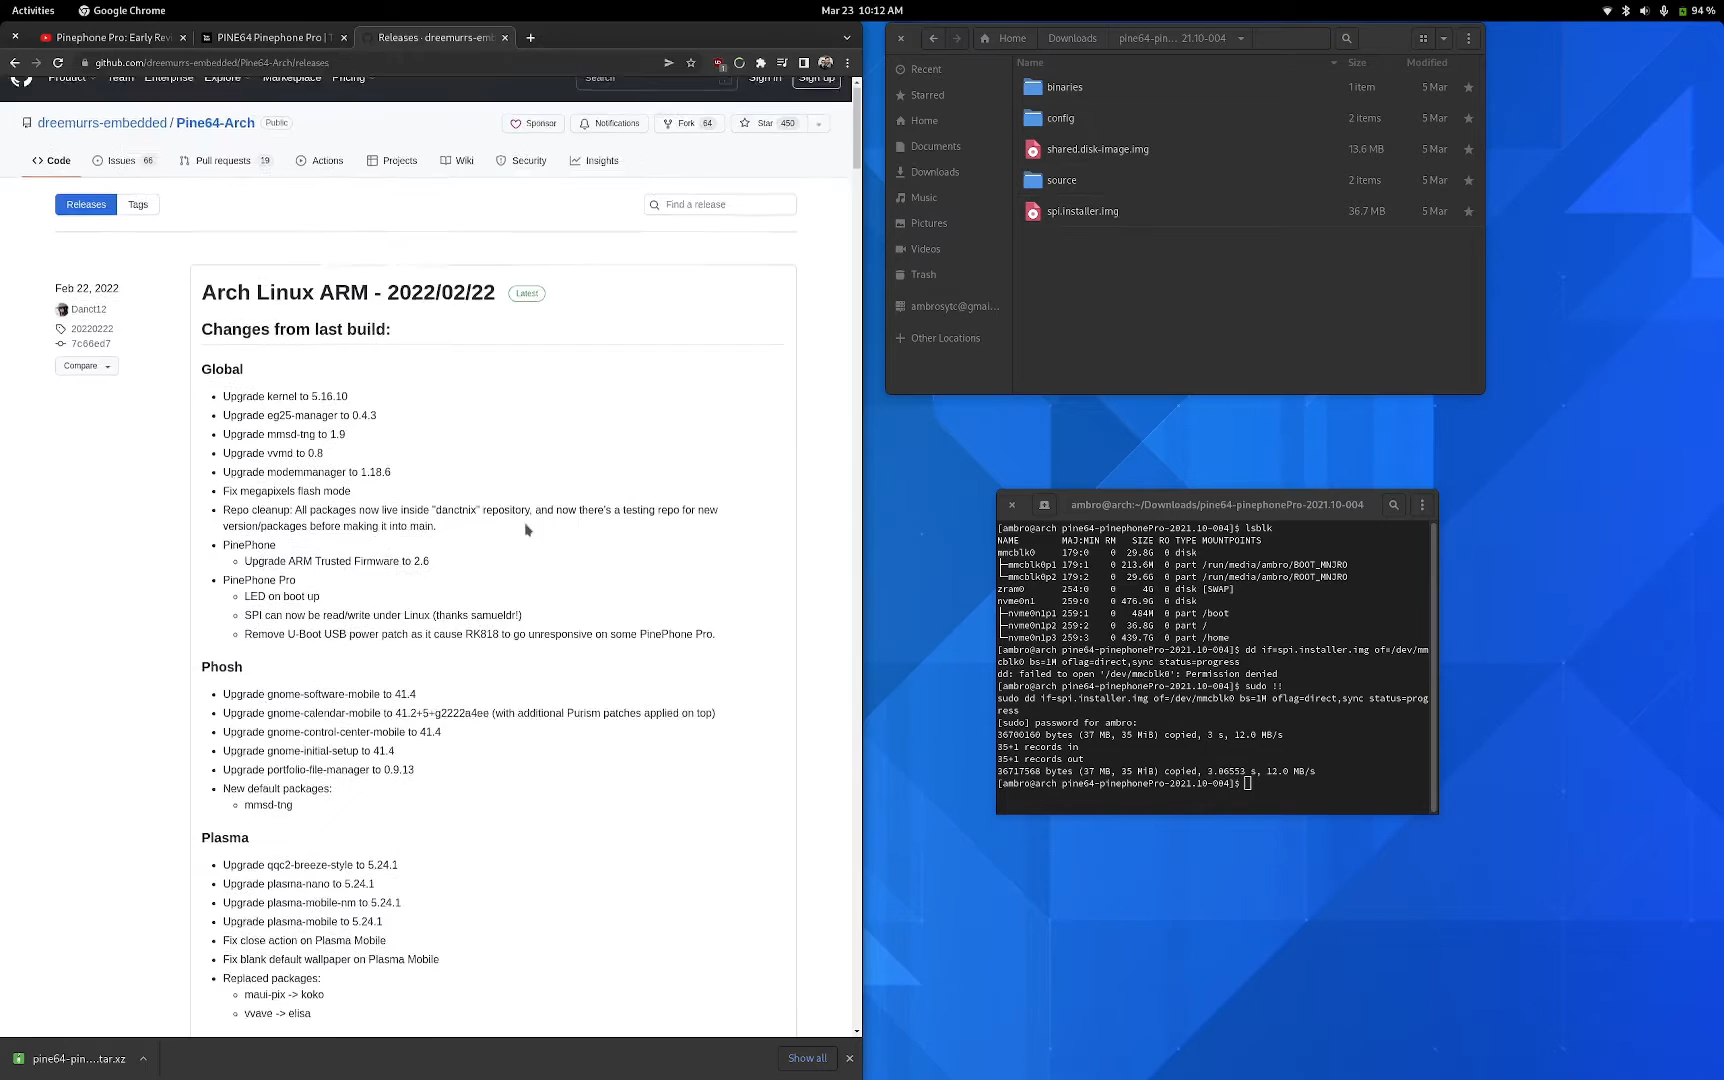 Activities
Google Chrome
Mar 23 10:12 AM
94 %
Pinephone Pro: Early Revi
PINE64 Pinephone Pro | T
Releases · dreemurrs-emb
github.com/dreemurrs-embedded/Pine64-Arch/releases
Product
Team
Enterprise
Explore
Marketplace
Pricing
Search
Sign in
Sign up
dreemurrs-embedded / Pine64-Arch
Public
Sponsor
Notifications
Fork 64
Star 450
Code
Issues 66
Pull requests 19
Actions
Projects
Wiki
Security
Insights
Releases
Tags
Find a release
Feb 22, 2022
Danct12
20220222
7c66ed7
Compare
Arch Linux ARM - 2022/02/22
Latest
Changes from last build:
Global
Upgrade kernel to 5.16.10
Upgrade eg25-manager to 0.4.3
Upgrade mmsd-tng to 1.9
Upgrade vvmd to 0.8
Upgrade modemmanager to 1.18.6
Fix megapixels flash mode
Repo cleanup: All packages now live inside "danctnix" repository, and now there's a testing repo for new
version/packages before making it into main.
PinePhone
Upgrade ARM Trusted Firmware to 2.6
PinePhone Pro
LED on boot up
SPI can now be read/write under Linux (thanks samueldr!)
Remove U-Boot USB power patch as it cause RK818 to go unresponsive on some PinePhone Pro.
Phosh
Upgrade gnome-software-mobile to 41.4
Upgrade gnome-calendar-mobile to 41.2+5+g2222a4ee (with additional Purism patches applied on top)
Upgrade gnome-control-center-mobile to 41.4
Upgrade gnome-initial-setup to 41.4
Upgrade portfolio-file-manager to 0.9.13
New default packages:
mmsd-tng
Plasma
Upgrade qqc2-breeze-style to 5.24.1
Upgrade plasma-nano to 5.24.1
Upgrade plasma-mobile-nm to 5.24.1
Upgrade plasma-mobile to 5.24.1
Fix close action on Plasma Mobile
Fix blank default wallpaper on Plasma Mobile
Replaced packages:
maui-pix -> koko
vvave -> elisa
pine64-pin....tar.xz
Show all
Home
Downloads
pine64-pin… 21.10-004
Recent
Starred
Home
Documents
Downloads
Music
Pictures
Videos
Trash
ambrosytc@gmai…
Other Locations
Name
Size
Modified
binaries
1 item
5 Mar
config
2 items
5 Mar
shared.disk-image.img
13.6 MB
5 Mar
source
2 items
5 Mar
spi.installer.img
36.7 MB
5 Mar
ambro@arch:~/Downloads/pine64-pinephonePro-2021.10-004
[ambro@arch pine64-pinephonePro-2021.10-004]$ lsblk
NAME MAJ:MIN RM SIZE RO TYPE MOUNTPOINTS
mmcblk0 179:0 0 29.8G 0 disk
├─mmcblk0p1 179:1 0 213.6M 0 part /run/media/ambro/BOOT_MNJRO
└─mmcblk0p2 179:2 0 29.6G 0 part /run/media/ambro/ROOT_MNJRO
zram0 254:0 0 4G 0 disk [SWAP]
nvme0n1 259:0 0 476.9G 0 disk
├─nvme0n1p1 259:1 0 484M 0 part /boot
├─nvme0n1p2 259:2 0 36.8G 0 part /
└─nvme0n1p3 259:3 0 439.7G 0 part /home
[ambro@arch pine64-pinephonePro-2021.10-004]$ dd if=spi.installer.img of=/dev/mm
cblk0 bs=1M oflag=direct,sync status=progress
dd: failed to open '/dev/mmcblk0': Permission denied
[ambro@arch pine64-pinephonePro-2021.10-004]$ sudo !!
sudo dd if=spi.installer.img of=/dev/mmcblk0 bs=1M oflag=direct,sync status=prog
ress
[sudo] password for ambro:
36700160 bytes (37 MB, 35 MiB) copied, 3 s, 12.0 MB/s
35+1 records in
35+1 records out
36717568 bytes (37 MB, 35 MiB) copied, 3.06553 s, 12.0 MB/s
[ambro@arch pine64-pinephonePro-2021.10-004]$